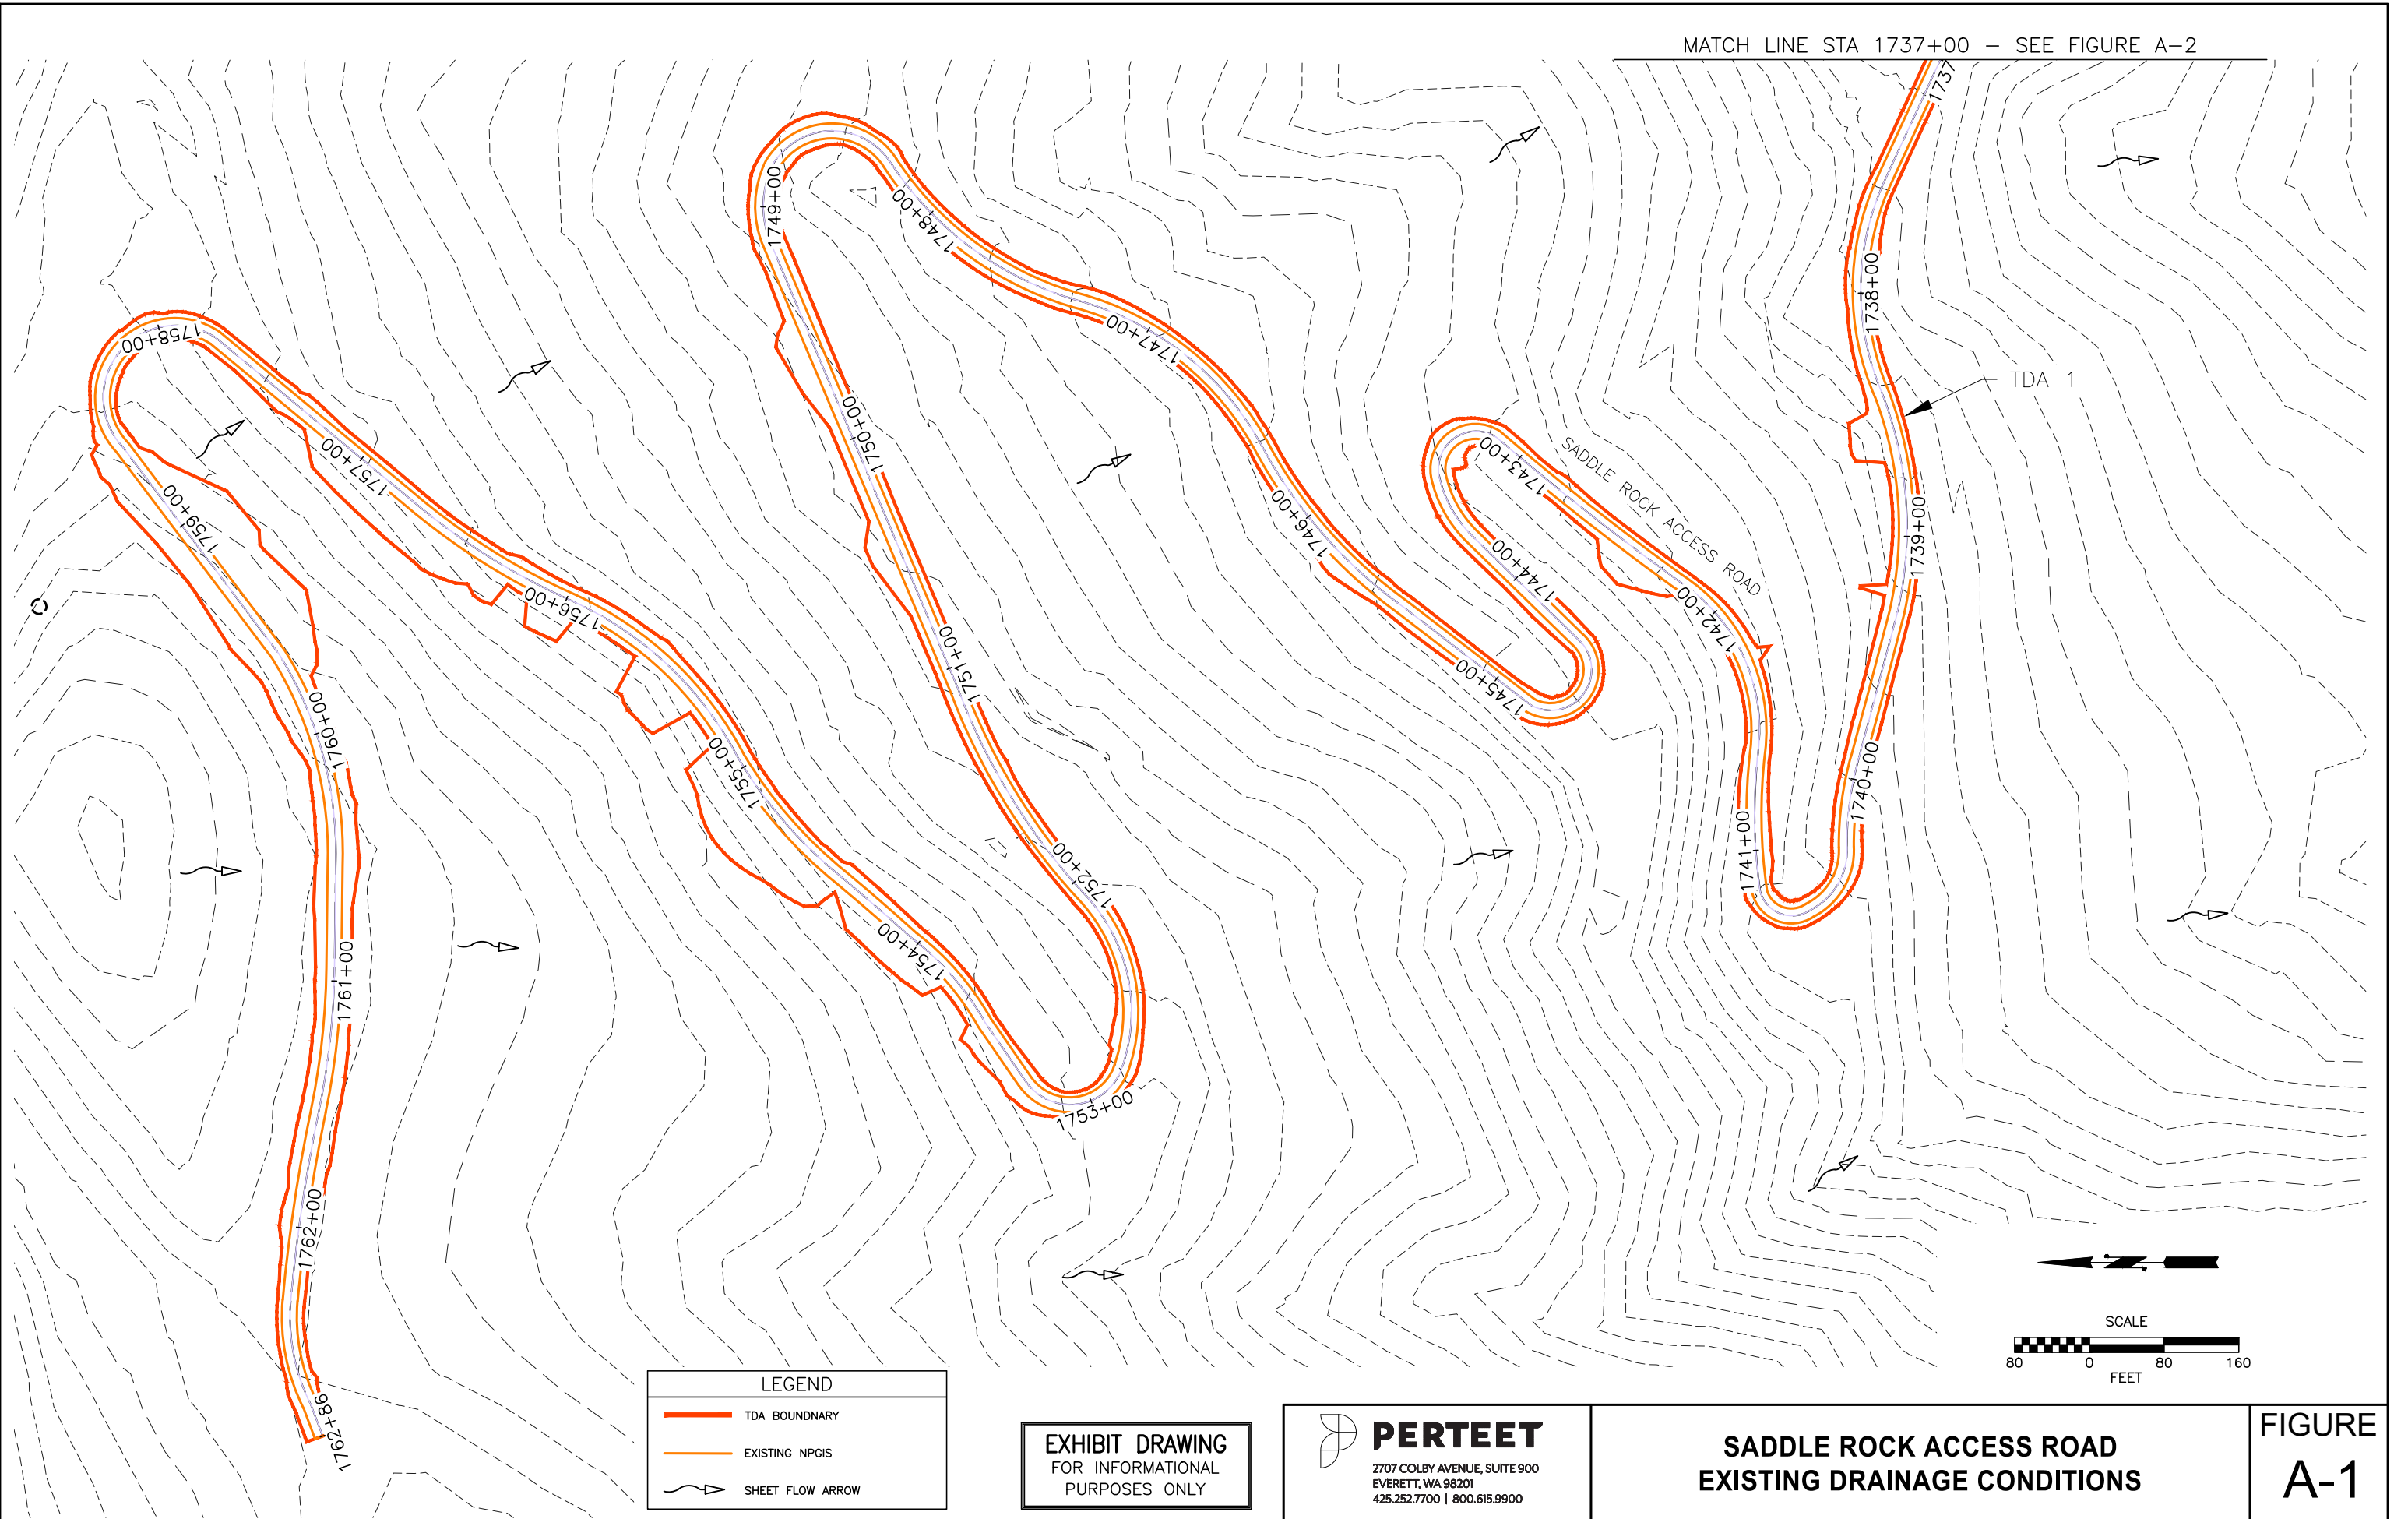 MATCH LINE STA 1737+00 - SEE FIGURE A-2
1737
1738+00
TDA 1
1739+00
1740+00
1741+00
1742+00
SADDLE ROCK ACCESS ROAD
1743+00
1744+00
1745+00
1746+00
1747+00
1748+00
1749+00
1750+00
1751+00
1752+00
1753+00
1754+00
1755+00
1756+00
1757+00
1758+00
1759+00
1760+00
1761+00
1762+00
1762+86
SCALE
80 0 80 160
FEET
LEGEND
TDA BOUNDNARY
EXISTING NPGIS
SHEET FLOW ARROW
EXHIBIT DRAWING
FOR INFORMATIONAL
PURPOSES ONLY
PERTEET
2707 COLBY AVENUE, SUITE 900
EVERETT, WA 98201
425.252.7700 | 800.615.9900
SADDLE ROCK ACCESS ROAD
EXISTING DRAINAGE CONDITIONS
FIGURE
A-1